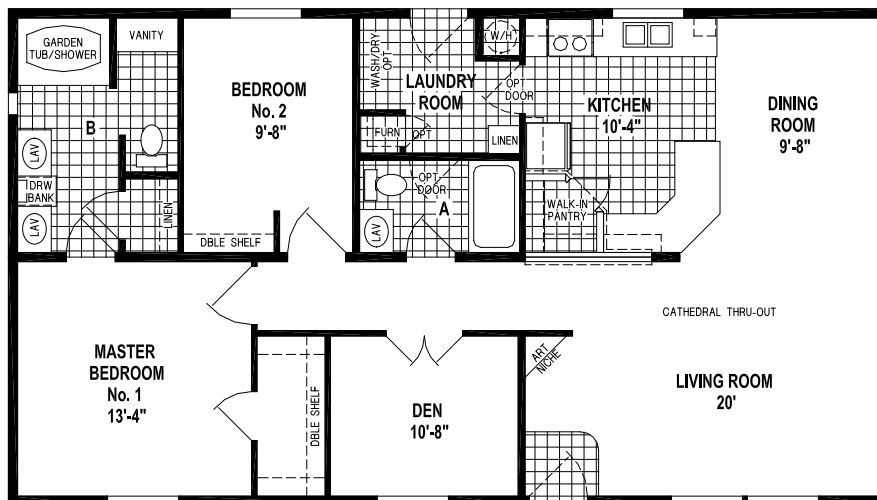 GARDEN
TUB/SHOWER
VANITY
B
LAV
DRW
BANK
LAV
LINEN
BEDROOM
No. 2
9'-8"
DBLE SHELF
WASH/DRY
OPT
W/H
LAUNDRY
ROOM
OPT
DOOR
FURN
OPT
LINEN
OPT
DOOR
A
LAV
KITCHEN
10'-4"
WALK-IN
PANTRY
DINING
ROOM
9'-8"
CATHEDRAL THRU-OUT
MASTER
BEDROOM
No. 1
13'-4"
DBLE SHELF
DEN
10'-8"
ART
NICHE
LIVING ROOM
20'